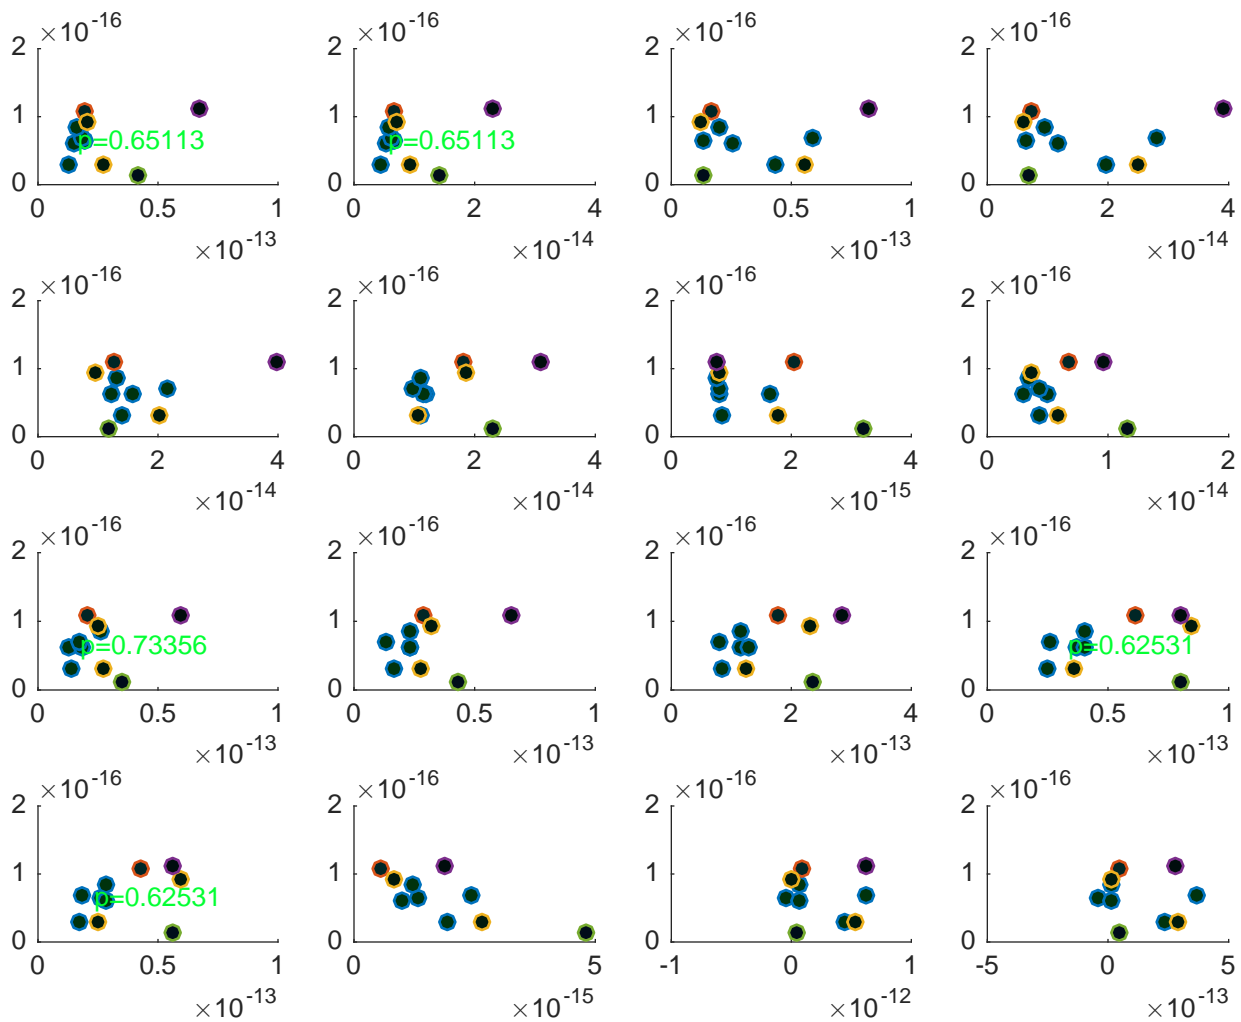 ×10-16 ×10-16 ×10-16 ×10-16
2 2 2 2
1 1 1 1
p=0.65113 p=0.65113
0 0 0 0
0 0.5 1 0 2 4 0 0.5 1 0 2 4
×10-13 ×10-14 ×10-13 ×10-14
×10-16 ×10-16 ×10-16 ×10-16
2 2 2 2
1 1 1 1
0 0 0 0
0 2 4 0 2 4 0 2 4 0 1 2
×10-14 ×10-14 ×10-15 ×10-14
×10-16 ×10-16 ×10-16 ×10-16
2 2 2 2
1 1 1 1
p=0.73356 p=0.62531
0 0 0 0
0 0.5 1 0 0.5 1 0 2 4 0 0.5 1
×10-13 ×10-13 ×10-13 ×10-13
×10-16 ×10-16 ×10-16 ×10-16
2 2 2 2
1 1 1 1
p=0.62531
0 0 0 0
0 0.5 1 0 5 -1 0 1 -5 0 5
×10-13 ×10-15 ×10-12 ×10-13